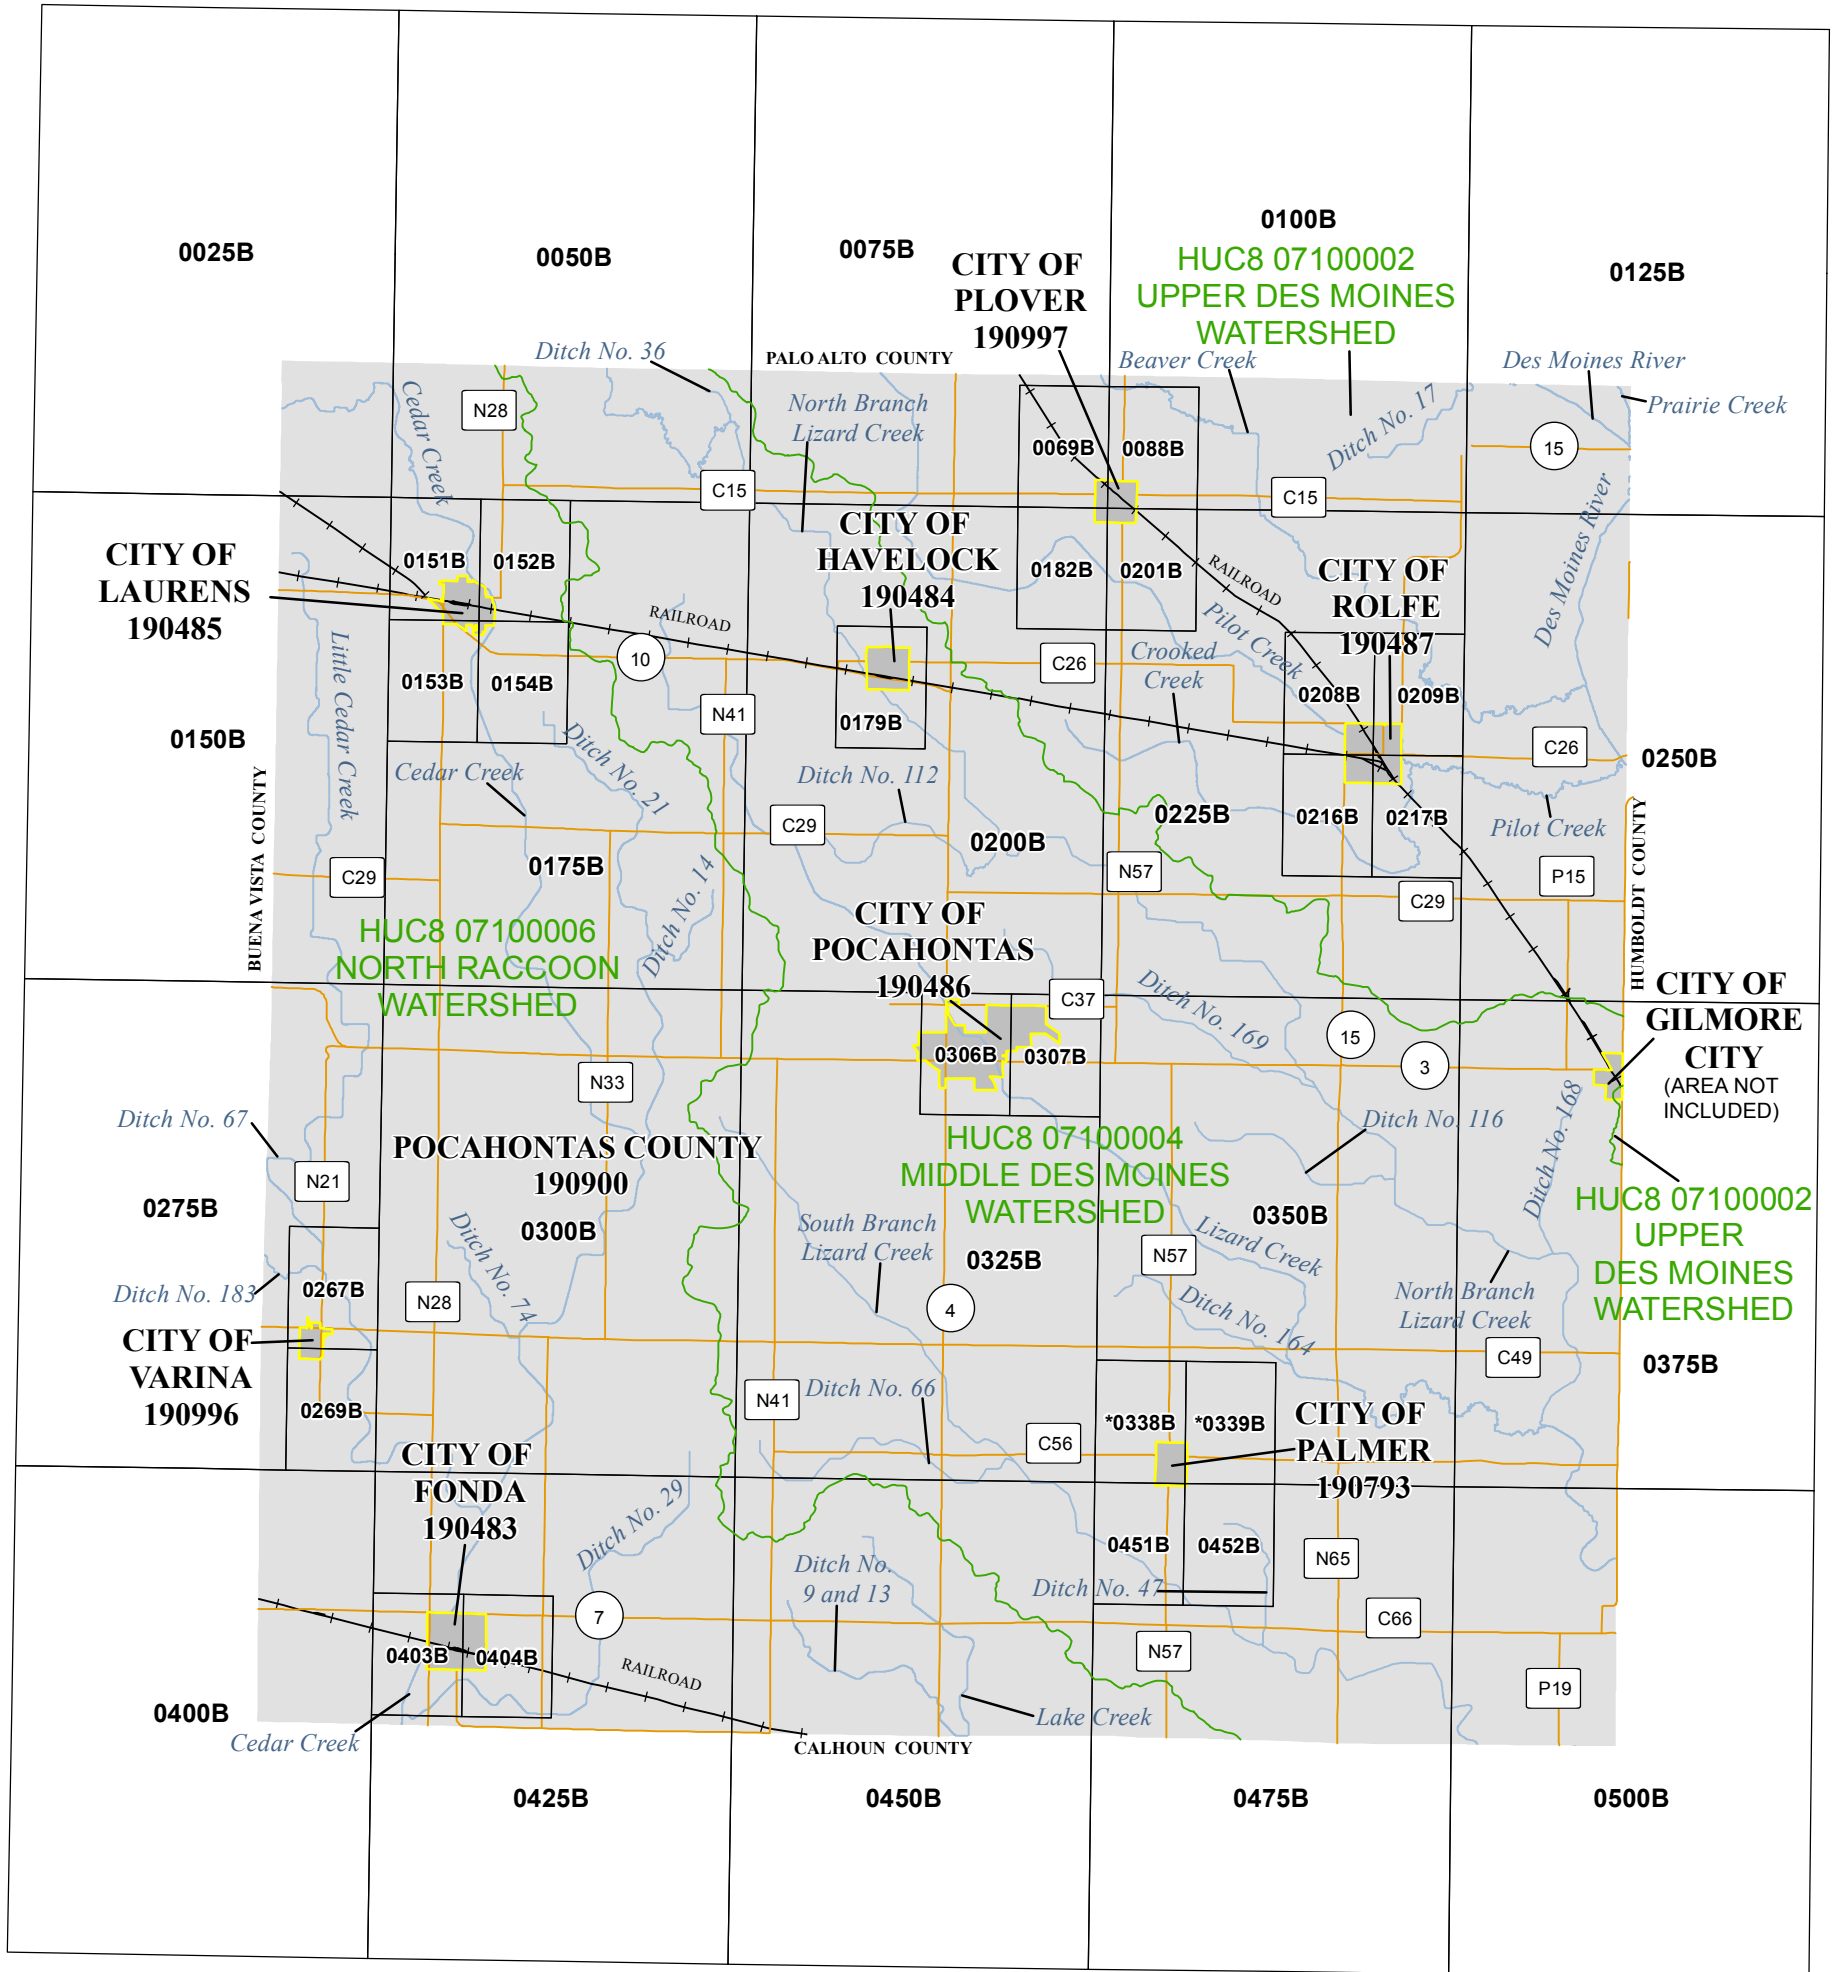 0025B
0050B
0075B
0100B
0125B
CITY OF
PLOVER
190997
HUC8 07100002
UPPER DES MOINES
WATERSHED
Ditch No. 36
PALO ALTO COUNTY
Beaver Creek
Des Moines River
Prairie Creek
Cedar Creek
N28
North Branch
Lizard Creek
Ditch No. 17
15
0069B
0088B
C15
C15
CITY OF
LAURENS
190485
0151B
0152B
CITY OF
HAVELOCK
190484
0182B
0201B
RAILROAD
CITY OF
ROLFE
190487
Des Moines River
RAILROAD
10
Little Cedar Creek
0153B
0154B
C26
Crooked
Creek
Pilot Creek
0208B
0209B
N41
0179B
0150B
C26
0250B
Cedar Creek
Ditch No. 21
Ditch No. 112
BUENA VISTA COUNTY
0225B
0216B
0217B
Pilot Creek
HUMBOLDT COUNTY
C29
0200B
C29
0175B
N57
P15
C29
Ditch No. 14
CITY OF
POCAHONTAS
190486
HUC8 07100006
NORTH RACCOON
WATERSHED
C37
Ditch No. 169
CITY OF
GILMORE
CITY
(AREA NOT
INCLUDED)
0306B
0307B
15
3
N33
Ditch No. 67
Ditch No. 116
Ditch No. 168
POCAHONTAS COUNTY
190900
HUC8 07100004
MIDDLE DES MOINES
WATERSHED
N21
0275B
0300B
South Branch
Lizard Creek
0325B
0350B
HUC8 07100002
UPPER
DES MOINES
WATERSHED
Ditch No. 74
N57
Lizard Creek
Ditch No. 183
0267B
N28
4
Ditch No. 164
North Branch
Lizard Creek
CITY OF
VARINA
190996
C49
0375B
N41
Ditch No. 66
0269B
*0338B
*0339B
CITY OF
PALMER
190793
C56
CITY OF
FONDA
190483
Ditch No. 29
0451B
0452B
N65
Ditch No.
9 and 13
Ditch No. 47
7
C66
0403B
0404B
RAILROAD
N57
P19
0400B
Cedar Creek
Lake Creek
CALHOUN COUNTY
0425B
0450B
0475B
0500B